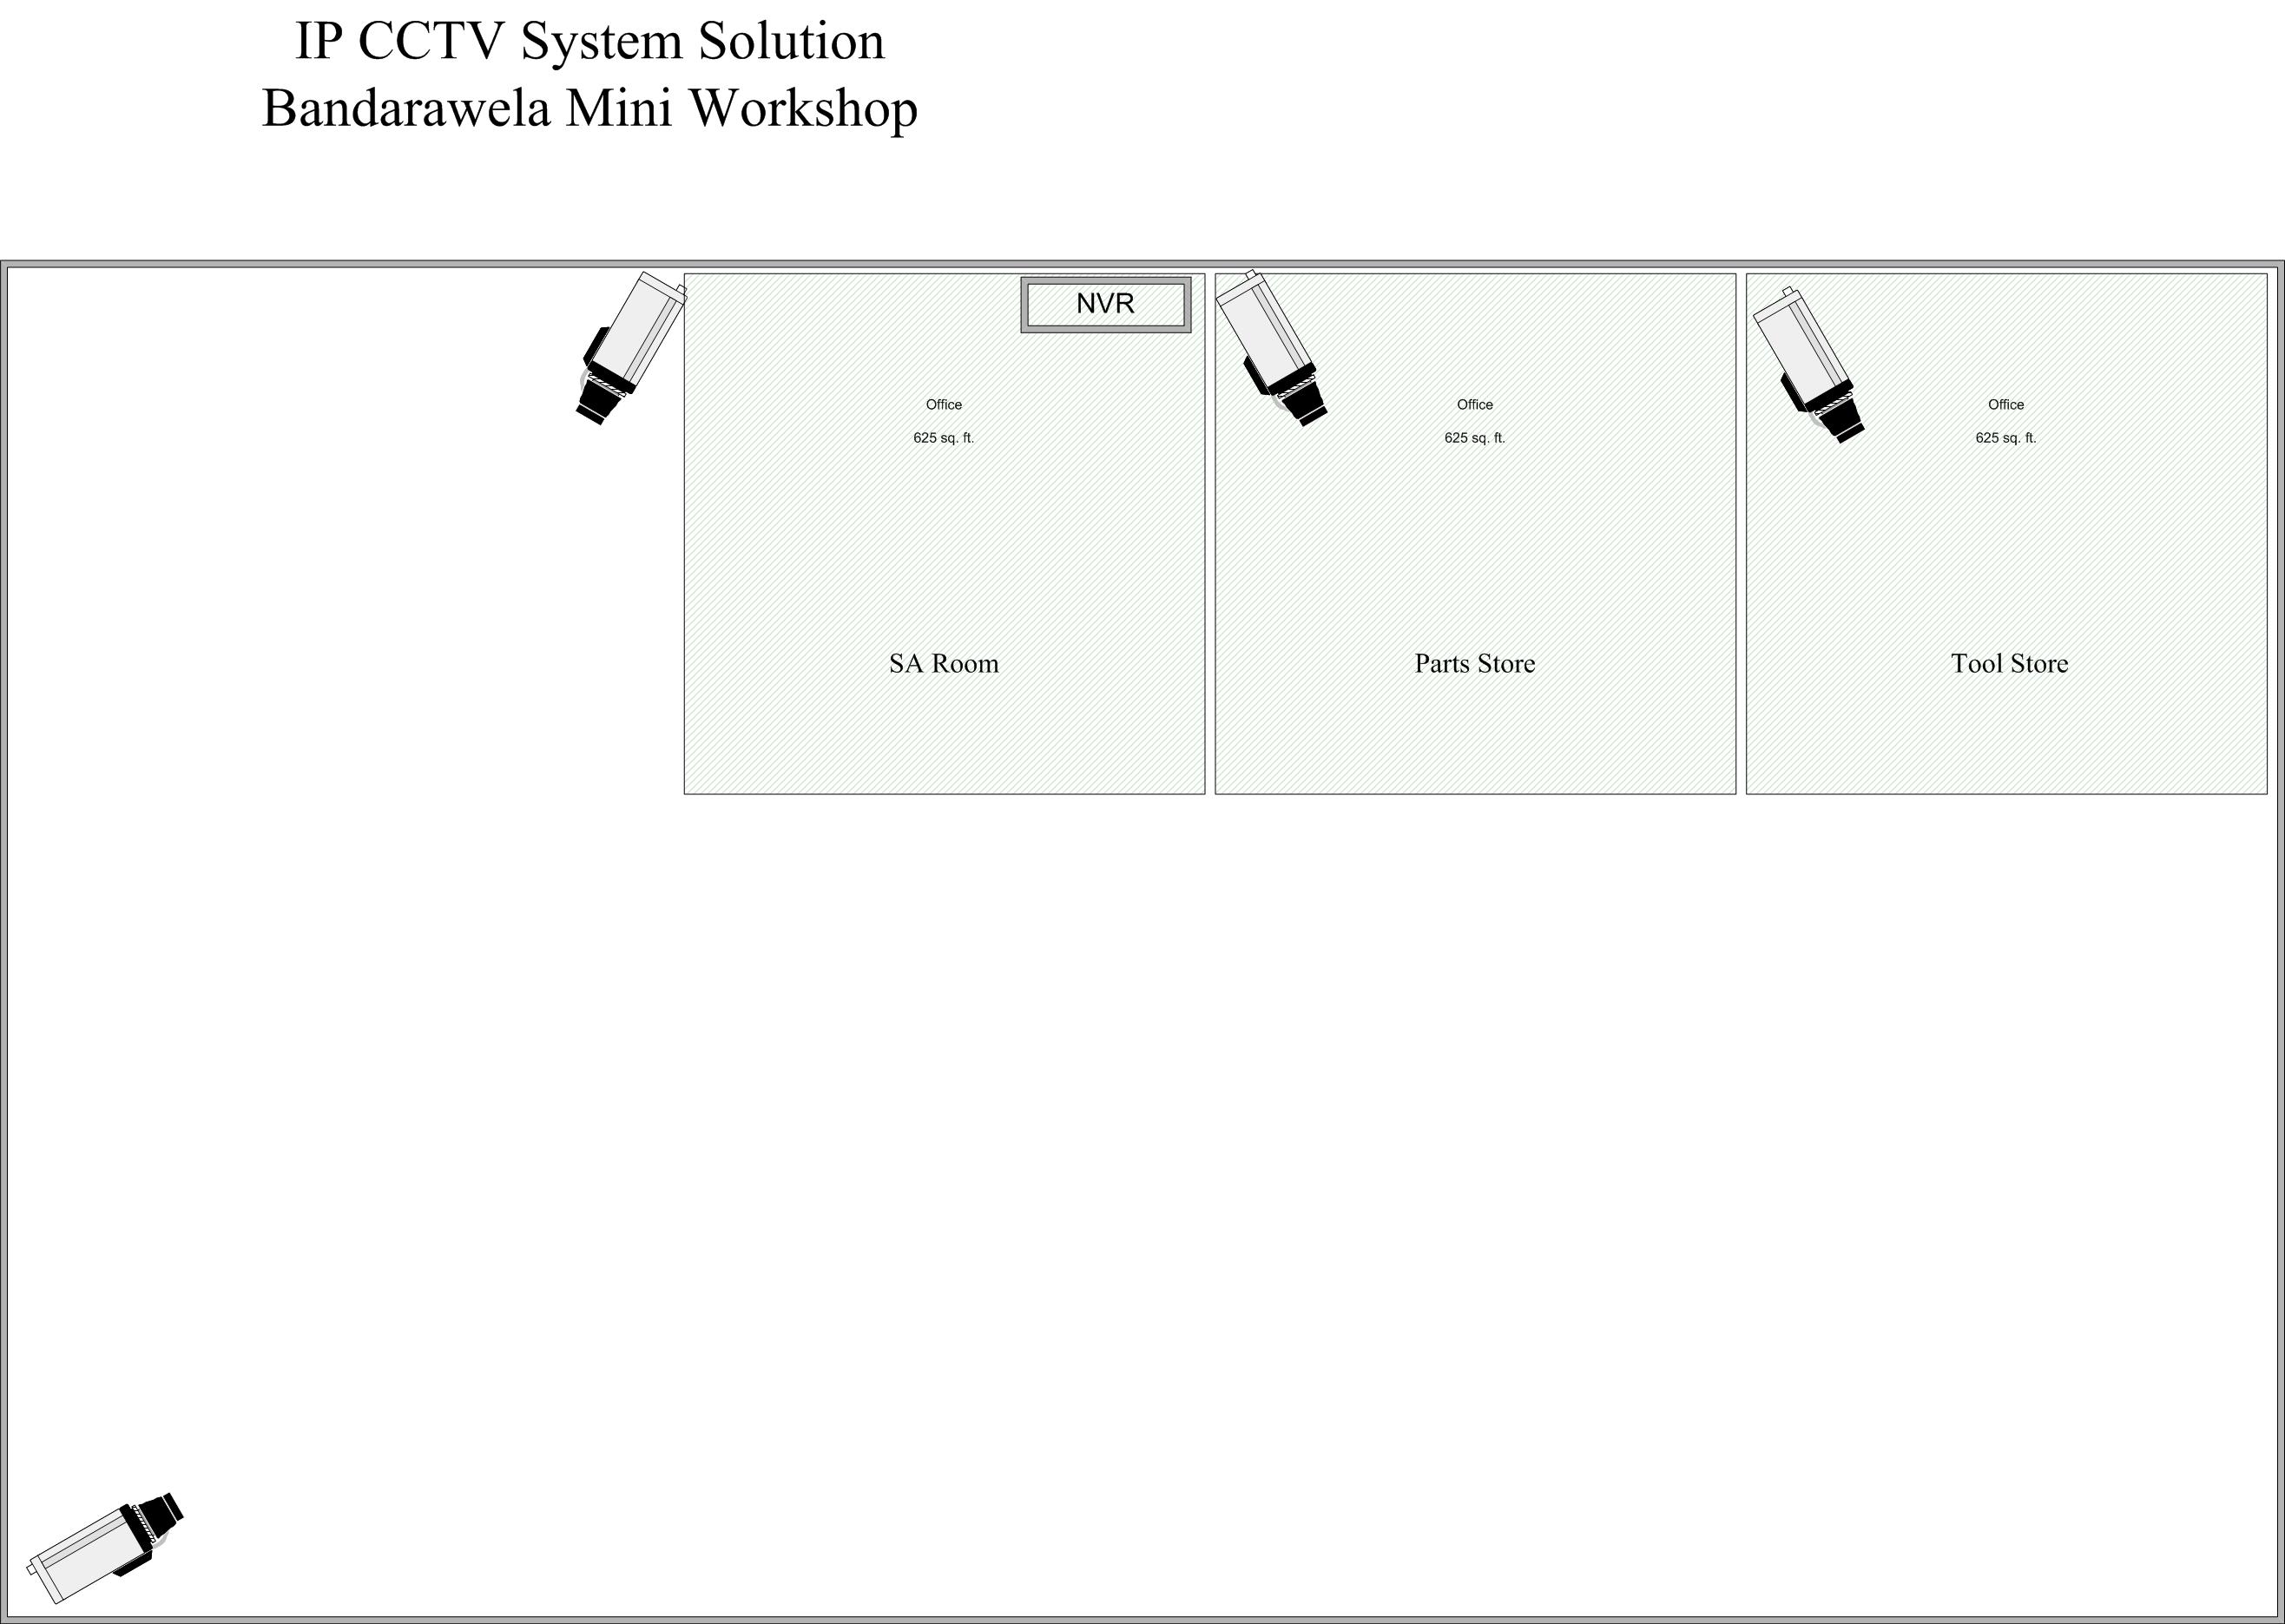 IP CCTV System Solution
Bandarawela Mini Workshop
NVR
Office
625 sq. ft.
SA Room
Office
625 sq. ft.
Parts Store
Office
625 sq. ft.
Tool Store